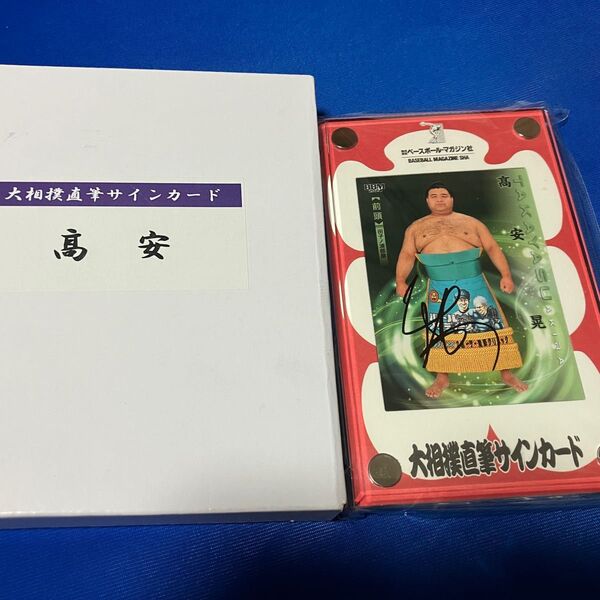 大相撲直筆サインカード
高安
ベースボール・マガジン社
BASEBALL MAGAZINE SHA
BBM
【前頭】
高安 晃
大相撲直筆サインカード